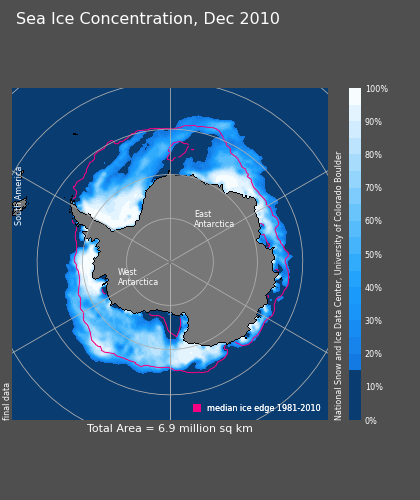 Sea Ice Concentration, Dec 2010
South America
East
Antarctica
West
Antarctica
median ice edge 1981-2010
final data
Total Area = 6.9 million sq km
National Snow and Ice Data Center, University of Colorado Boulder
100%
90%
80%
70%
60%
50%
40%
30%
20%
10%
0%